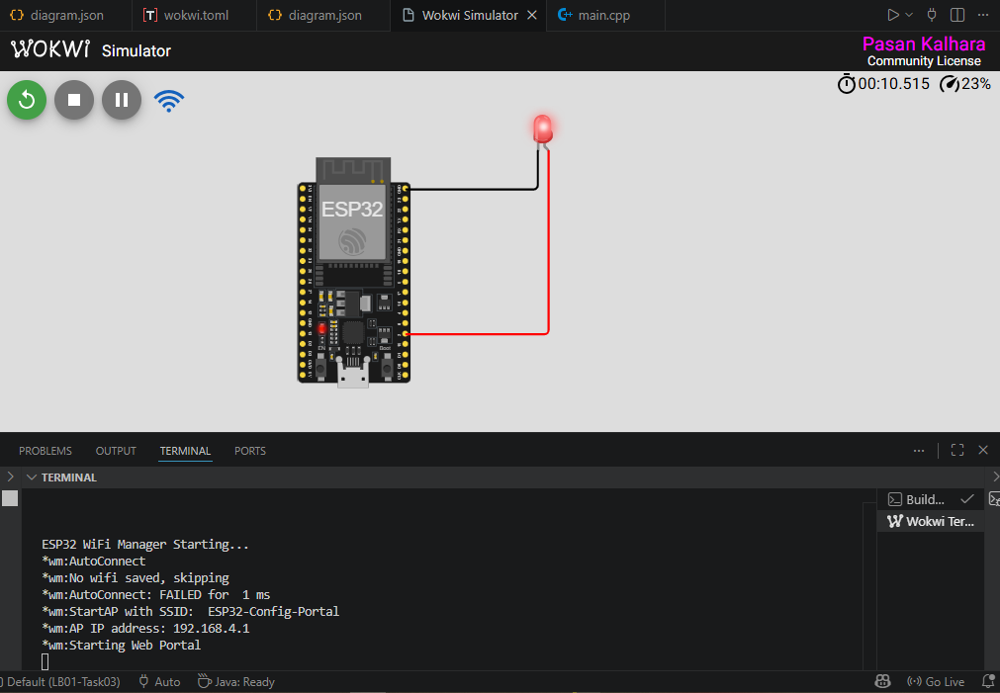 diagram.json
wokwi.toml
diagram.json
Wokwi Simulator
main.cpp
WOKWI Simulator
Pasan Kalhara
Community License
00:10.515 23%
ESP32
EN Boot
PROBLEMS OUTPUT TERMINAL PORTS
TERMINAL
Build...
Wokwi Ter...
ESP32 WiFi Manager Starting...
*wm:AutoConnect
*wm:No wifi saved, skipping
*wm:AutoConnect: FAILED for  1 ms
*wm:StartAP with SSID:  ESP32-Config-Portal
*wm:AP IP address: 192.168.4.1
*wm:Starting Web Portal
Default (LB01-Task03) Auto Java: Ready Go Live